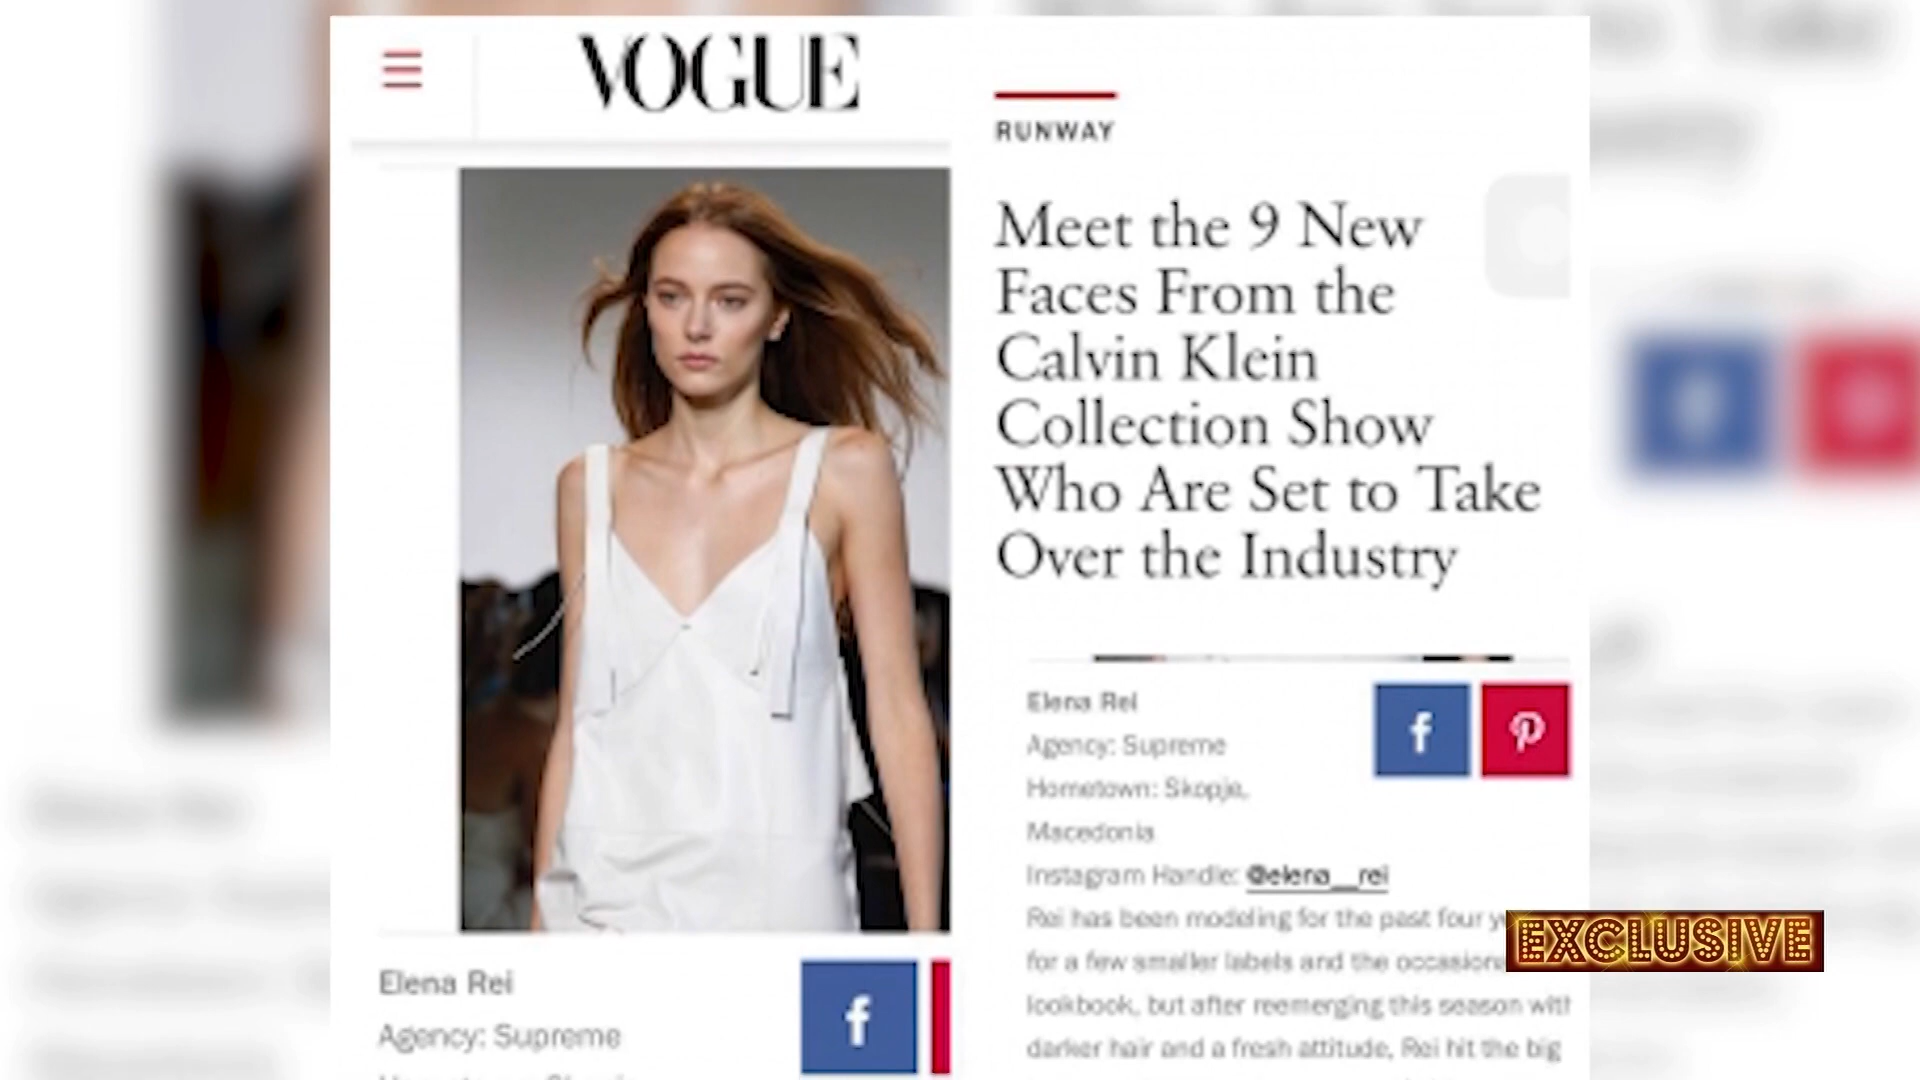 VOGUE
Elena Rei
Agency: Supreme
RUNWAY
Meet the 9 New
Faces From the
Calvin Klein
Collection Show
Who Are Set to Take
Over the Industry
Elena Rei
Agency: Supreme
Hometown: Skopje,
Macedonia
Instagram Handle: @elena__rei
Rei has been modeling for the past four
for a few smaller labels and the
lookbook, but after reemerging this season with
darker hair and a fresh attitude, Rei hit the big
EXCLUSIVE